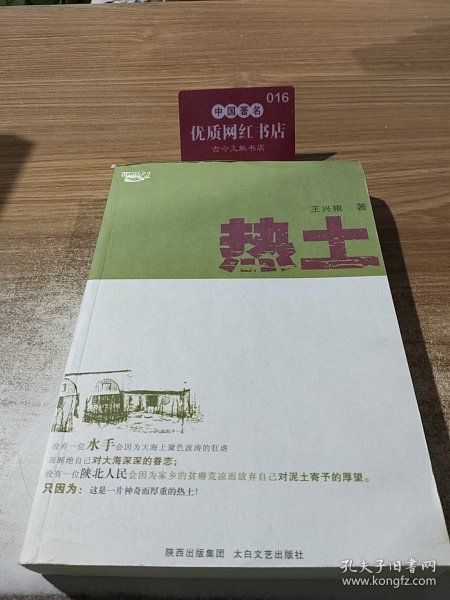 016
中国著名
优质网红书店
古今文献书店
王兴根 著
热土
没有一位水手会因为大海上黛色波涛的狂虐
而断绝自己对大海深深的眷恋；
没有一位陕北人民会因为家乡的贫瘠荒凉而放弃自己对泥土寄予的厚望。
只因为：这是一片神奇而厚重的热土！
陕西出版集团 太白文艺出版社
孔夫子旧书网
www.kongfz.com